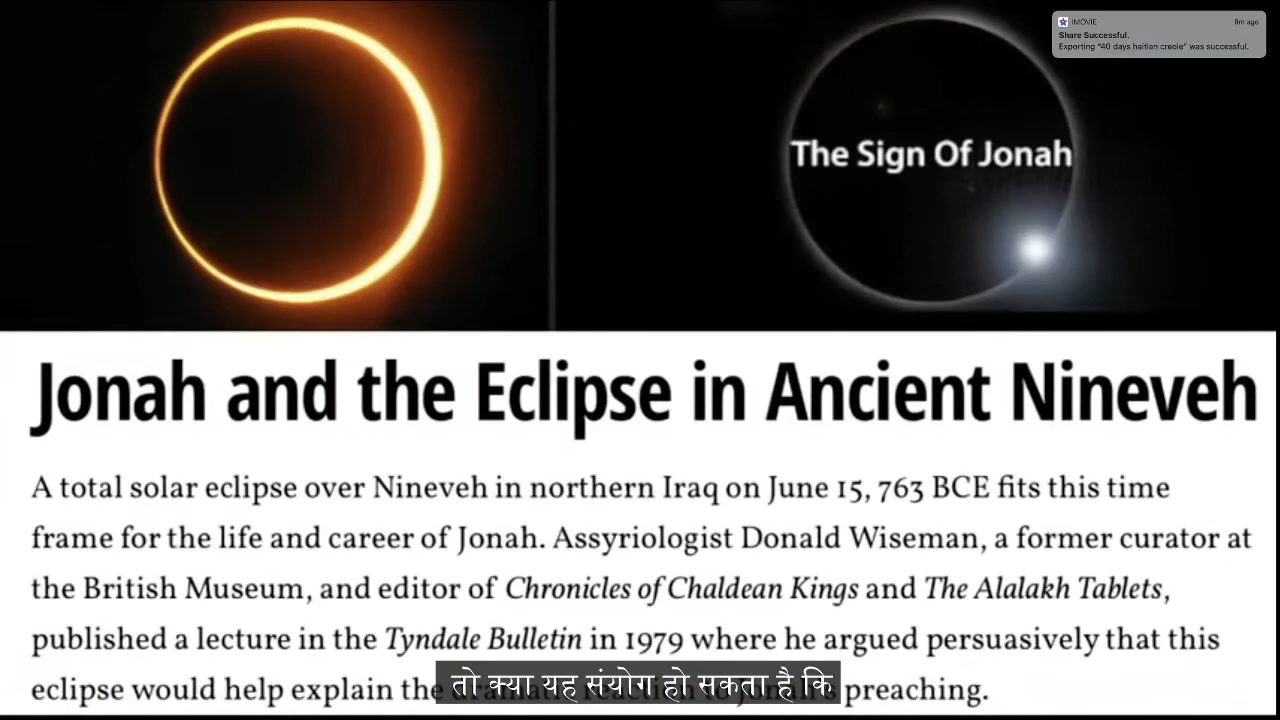 IMOVIE 9m ago
Share Successful.
Exporting "40 days haitian creole" was successful.
The Sign Of Jonah
Jonah and the Eclipse in Ancient Nineveh
A total solar eclipse over Nineveh in northern Iraq on June 15, 763 BCE fits this time
frame for the life and career of Jonah. Assyriologist Donald Wiseman, a former curator at
the British Museum, and editor of Chronicles of Chaldean Kings and The Alalakh Tablets,
published a lecture in the Tyndale Bulletin in 1979 where he argued persuasively that this
eclipse would help explain the dramatic reaction to Jonah's preaching.
तो क्या यह संयोग हो सकता है कि